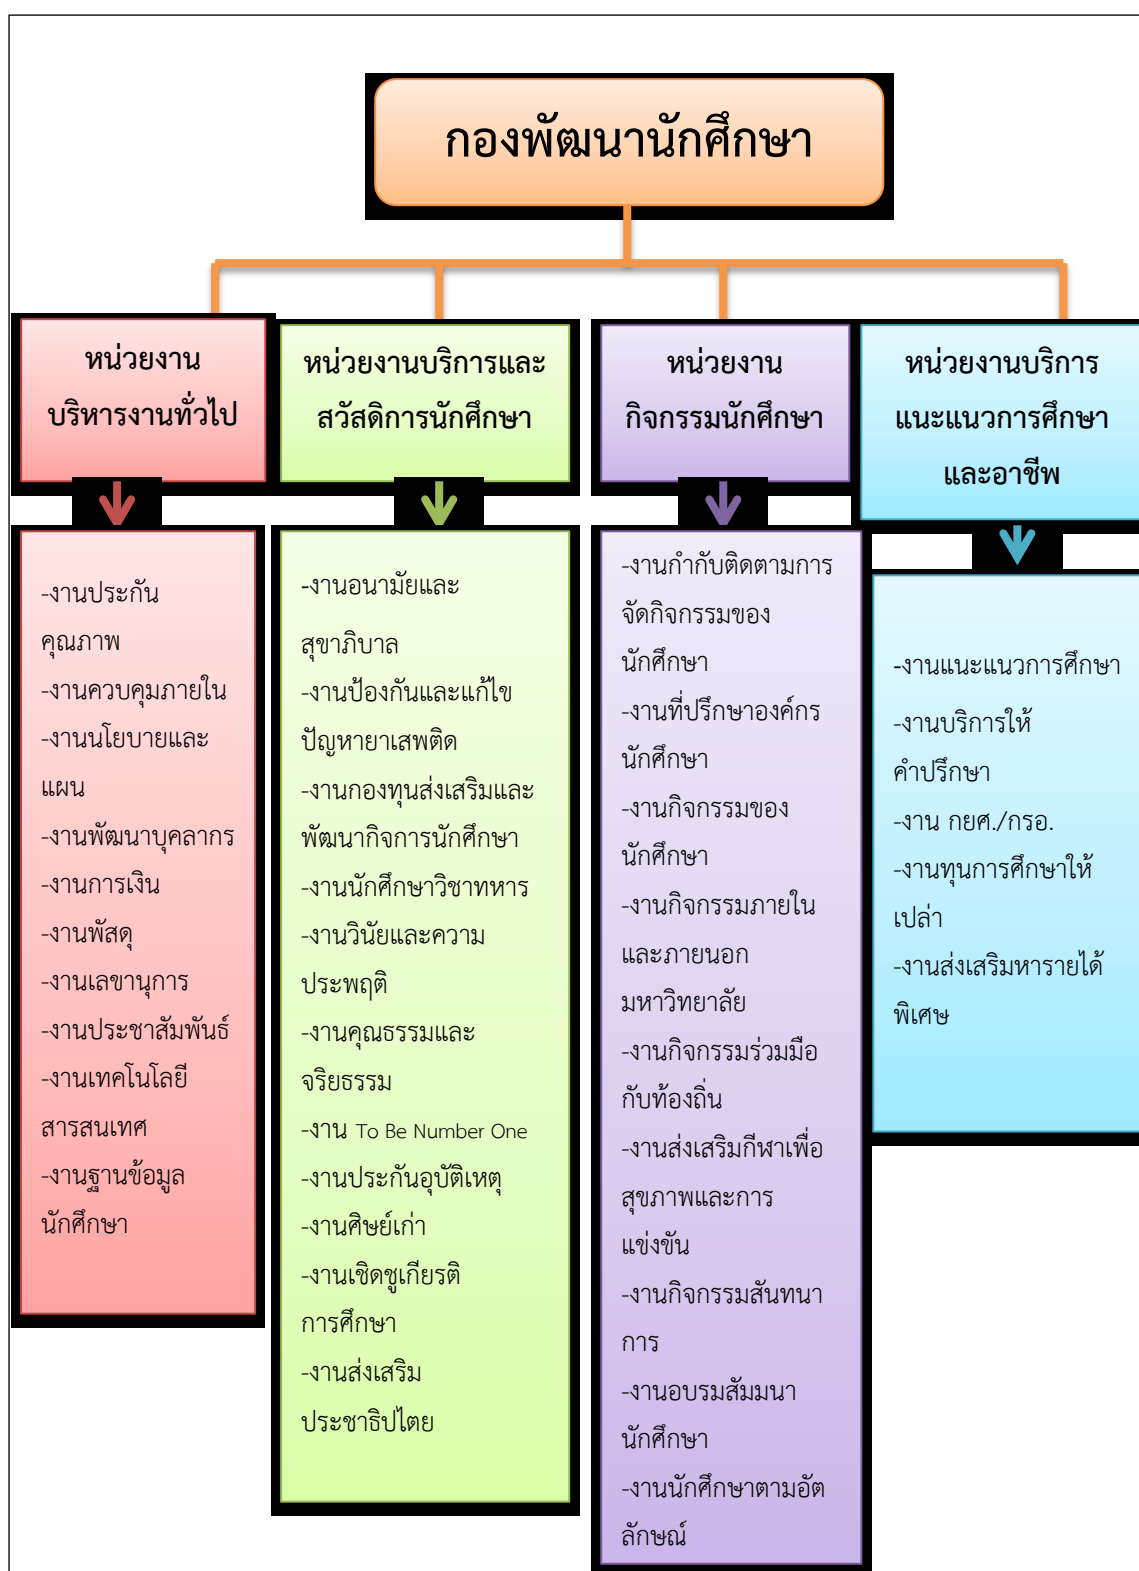 กองพัฒนานักศึกษา
หน่วยงาน
บริหารงานทั่วไป
หน่วยงานบริการและ
สวัสดิการนักศึกษา
หน่วยงาน
กิจกรรมนักศึกษา
หน่วยงานบริการ
แนะแนวการศึกษา
และอาชีพ
-งานประกัน
คุณภาพ
-งานควบคุมภายใน
-งานนโยบายและ
แผน
-งานพัฒนาบุคลากร
-งานการเงิน
-งานพัสดุ
-งานเลขานุการ
-งานประชาสัมพันธ์
-งานเทคโนโลยี
สารสนเทศ
-งานฐานข้อมูล
นักศึกษา
-งานอนามัยและ
สุขาภิบาล
-งานป้องกันและแก้ไข
ปัญหายาเสพติด
-งานกองทุนส่งเสริมและ
พัฒนากิจการนักศึกษา
-งานนักศึกษาวิชาทหาร
-งานวินัยและความ
ประพฤติ
-งานคุณธรรมและ
จริยธรรม
-งาน To Be Number One
-งานประกันอุบัติเหตุ
-งานศิษย์เก่า
-งานเชิดชูเกียรติ
การศึกษา
-งานส่งเสริม
ประชาธิปไตย
-งานกำกับติดตามการ
จัดกิจกรรมของ
นักศึกษา
-งานที่ปรึกษาองค์กร
นักศึกษา
-งานกิจกรรมของ
นักศึกษา
-งานกิจกรรมภายใน
และภายนอก
มหาวิทยาลัย
-งานกิจกรรมร่วมมือ
กับท้องถิ่น
-งานส่งเสริมกีฬาเพื่อ
สุขภาพและการ
แข่งขัน
-งานกิจกรรมสันทนา
การ
-งานอบรมสัมมนา
นักศึกษา
-งานนักศึกษาตามอัต
ลักษณ์
-งานแนะแนวการศึกษา
-งานบริการให้
คำปรึกษา
-งาน กยศ./กรอ.
-งานทุนการศึกษาให้
เปล่า
-งานส่งเสริมหารายได้
พิเศษ